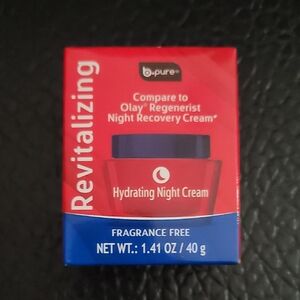 b.pure™
Revitalizing
Compare to
Olay® Regenerist
Night Recovery Cream*
Hydrating Night Cream
FRAGRANCE FREE
NET WT.: 1.41 OZ / 40 g